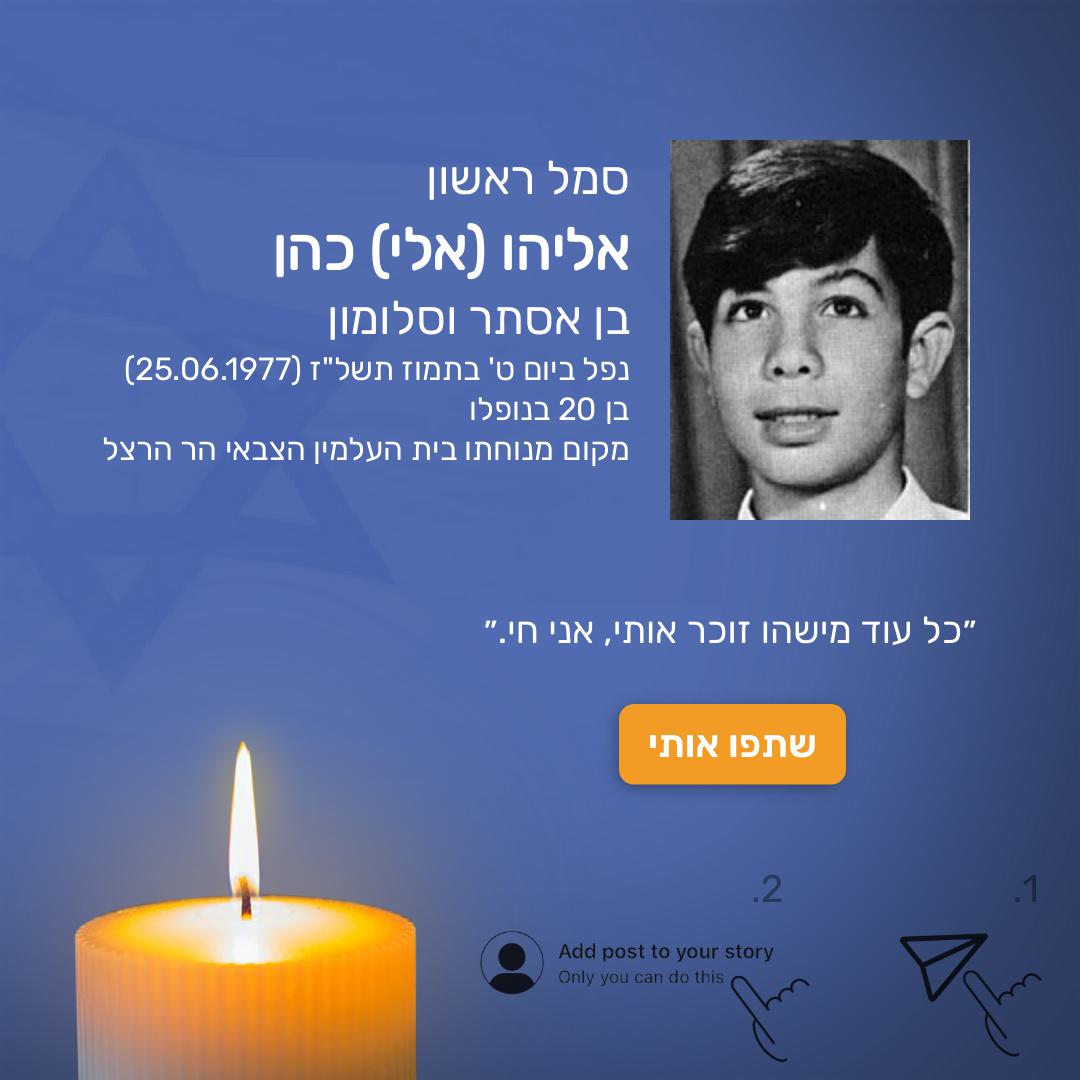 סמל ראשון
אליהו (אלי) כהן
בן אסתר וסלומון
נפל ביום ט' בתמוז תשל"ז (25.06.1977)
בן 20 בנופלו
מקום מנוחתו בית העלמין הצבאי הר הרצל
״כל עוד מישהו זוכר אותי, אני חי.״
שתפו אותי
.1
.2
Add post to your story
Only you can do this